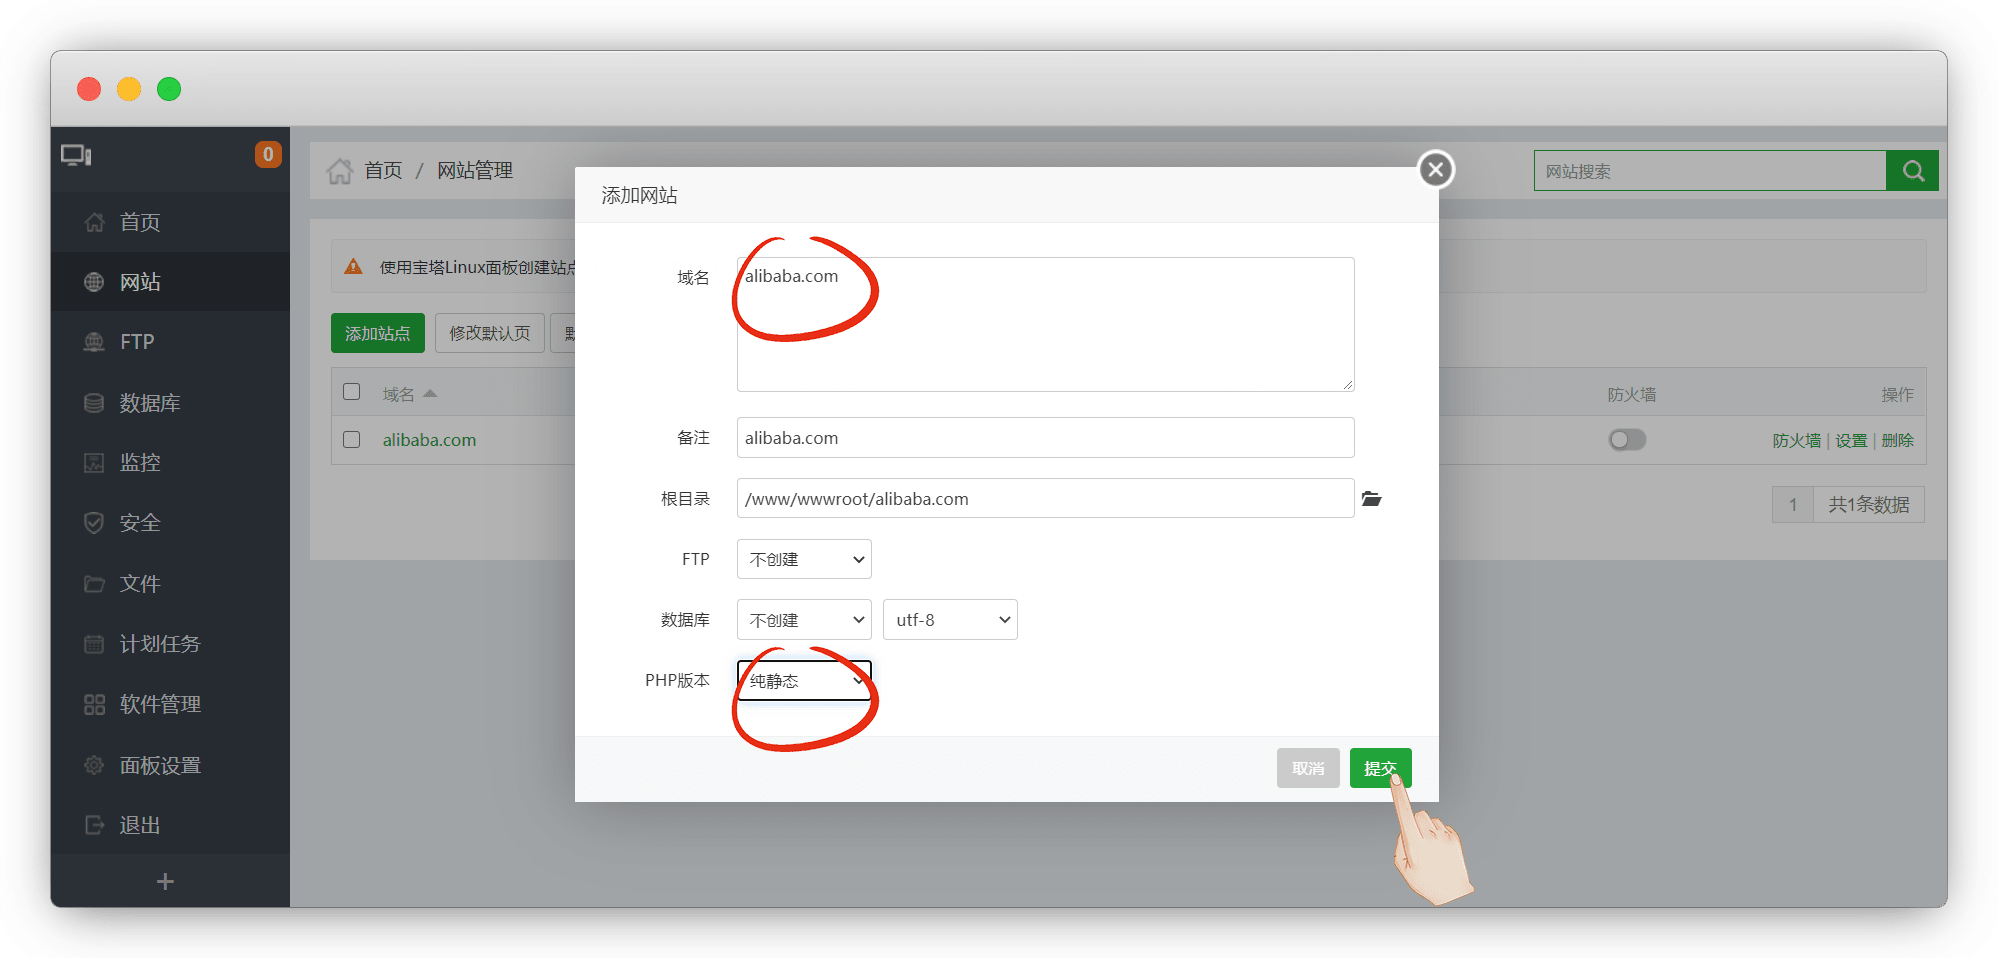 0
首页
网站
FTP
数据库
监控
安全
文件
计划任务
软件管理
面板设置
退出
+
首页 / 网站管理
网站搜索
使用宝塔Linux面板创建站点
添加站点
修改默认页
域名
防火墙
操作
alibaba.com
防火墙 | 设置 | 删除
1
共1条数据
添加网站
域名
alibaba.com
备注
alibaba.com
根目录
/www/wwwroot/alibaba.com
FTP
不创建
数据库
不创建
utf-8
PHP版本
纯静态
取消
提交